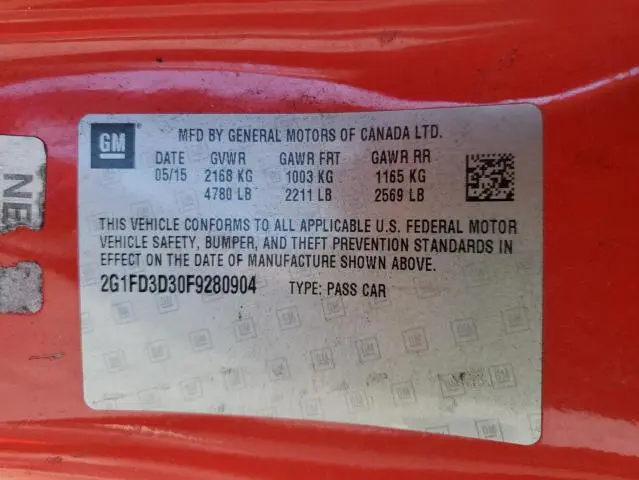 GM
MFD BY GENERAL MOTORS OF CANADA LTD.
DATE GVWR GAWR FRT GAWR RR
05/15 2168 KG 1003 KG 1165 KG
4780 LB 2211 LB 2569 LB
THIS VEHICLE CONFORMS TO ALL APPLICABLE U.S. FEDERAL MOTOR
VEHICLE SAFETY, BUMPER, AND THEFT PREVENTION STANDARDS IN
EFFECT ON THE DATE OF MANUFACTURE SHOWN ABOVE.
2G1FD3D30F9280904 TYPE: PASS CAR
NE